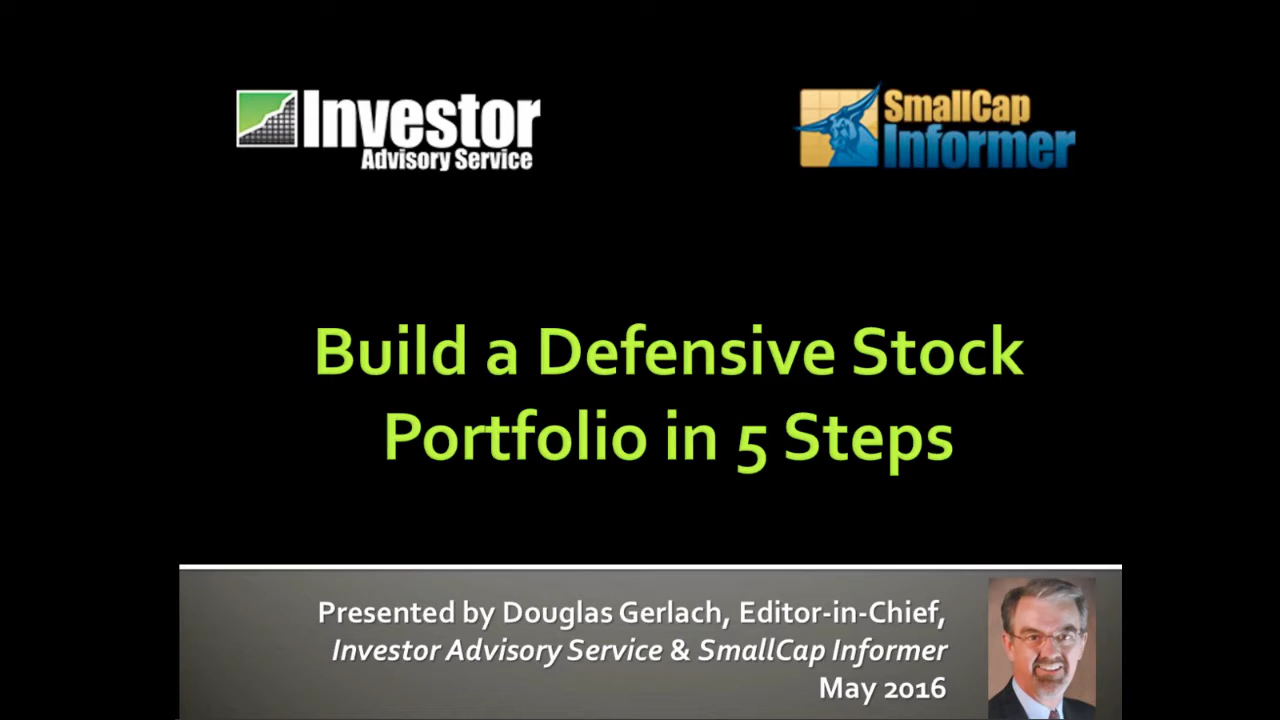 Investor
Advisory Service
SmallCap
Informer
Build a Defensive Stock
Portfolio in 5 Steps
Presented by Douglas Gerlach, Editor-in-Chief,
Investor Advisory Service & SmallCap Informer
May 2016